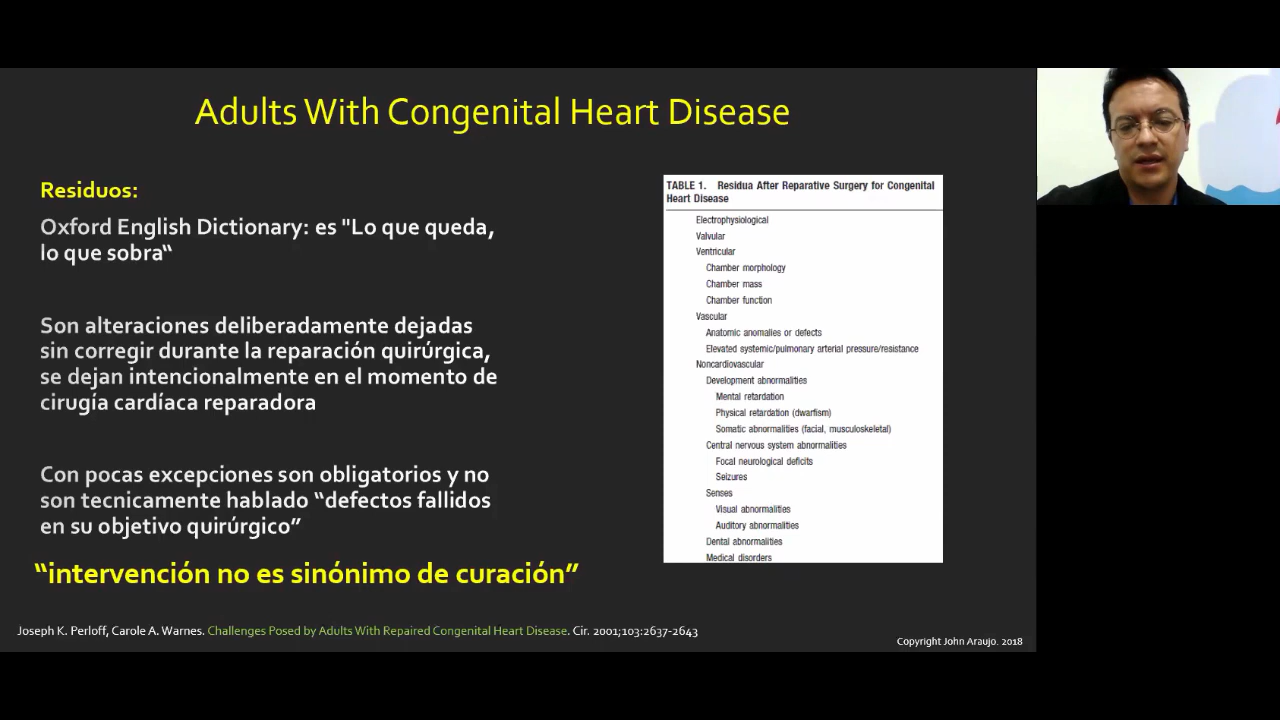 Adults With Congenital Heart Disease
Residuos:
Oxford English Dictionary: es "Lo que queda,
lo que sobra“
Son alteraciones deliberadamente dejadas
sin corregir durante la reparación quirúrgica,
se dejan intencionalmente en el momento de
cirugía cardíaca reparadora
Con pocas excepciones son obligatorios y no
son tecnicamente hablado “defectos fallidos
en su objetivo quirúrgico”
“intervención no es sinónimo de curación”
TABLE 1. Residua After Reparative Surgery for Congenital
Heart Disease
Electrophysiological
Valvular
Ventricular
Chamber morphology
Chamber mass
Chamber function
Vascular
Anatomic anomalies or defects
Elevated systemic/pulmonary arterial pressure/resistance
Noncardiovascular
Development abnormalities
Mental retardation
Physical retardation (dwarfism)
Somatic abnormalities (facial, musculoskeletal)
Central nervous system abnormalities
Focal neurological deficits
Seizures
Senses
Visual abnormalities
Auditory abnormalities
Dental abnormalities
Medical disorders
Joseph K. Perloff, Carole A. Warnes. Challenges Posed by Adults With Repaired Congenital Heart Disease. Cir. 2001;103:2637-2643
Copyright John Araujo. 2018